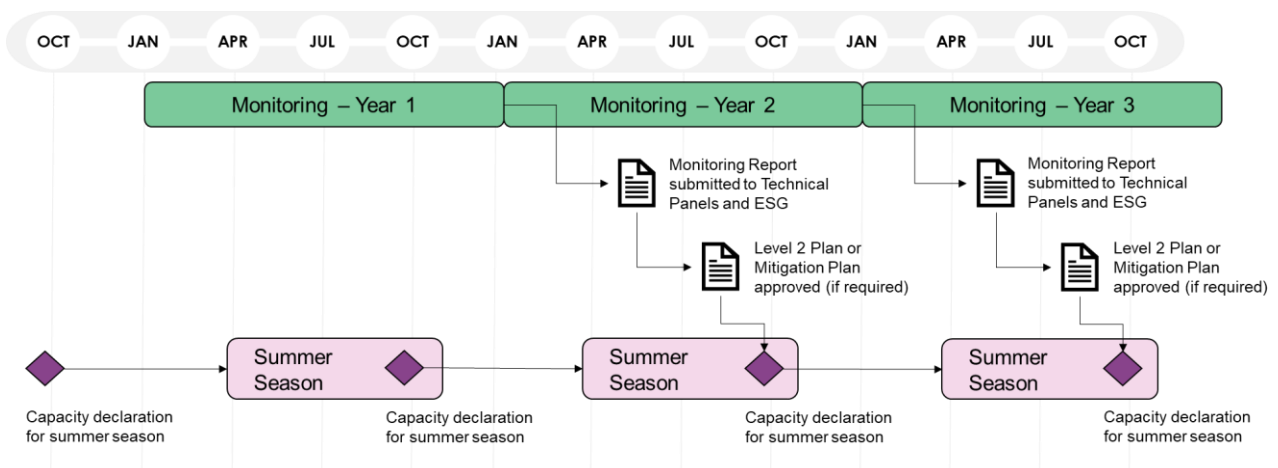 OCT JAN APR JUL OCT JAN APR JUL OCT JAN APR JUL OCT
Monitoring – Year 1
Monitoring – Year 2
Monitoring – Year 3
Monitoring Report
submitted to Technical
Panels and ESG
Monitoring Report
submitted to Technical
Panels and ESG
Level 2 Plan or
Mitigation Plan
approved (if required)
Level 2 Plan or
Mitigation Plan
approved (if required)
Summer
Season
Summer
Season
Summer
Season
Capacity declaration
for summer season
Capacity declaration
for summer season
Capacity declaration
for summer season
Capacity declaration
for summer season